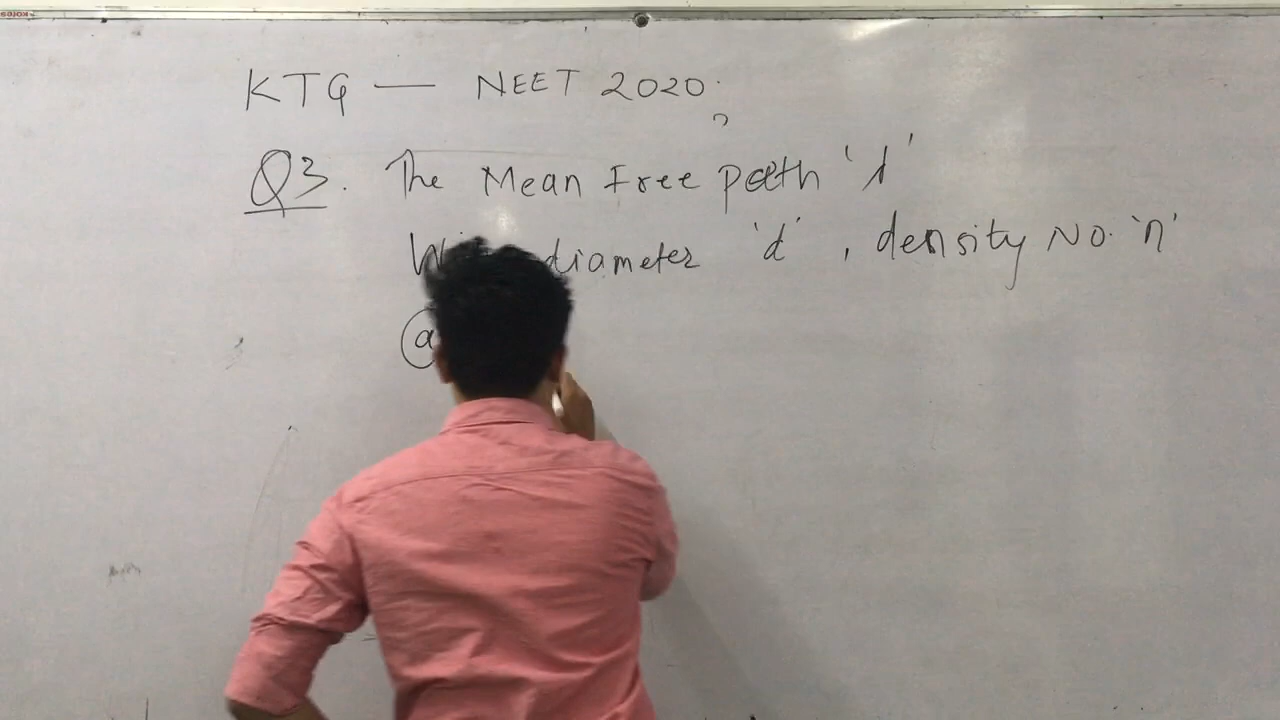 KTG — NEET 2020.
Q3. The Mean Free path 'λ'
diameter 'd', density No. 'n'
ⓐ